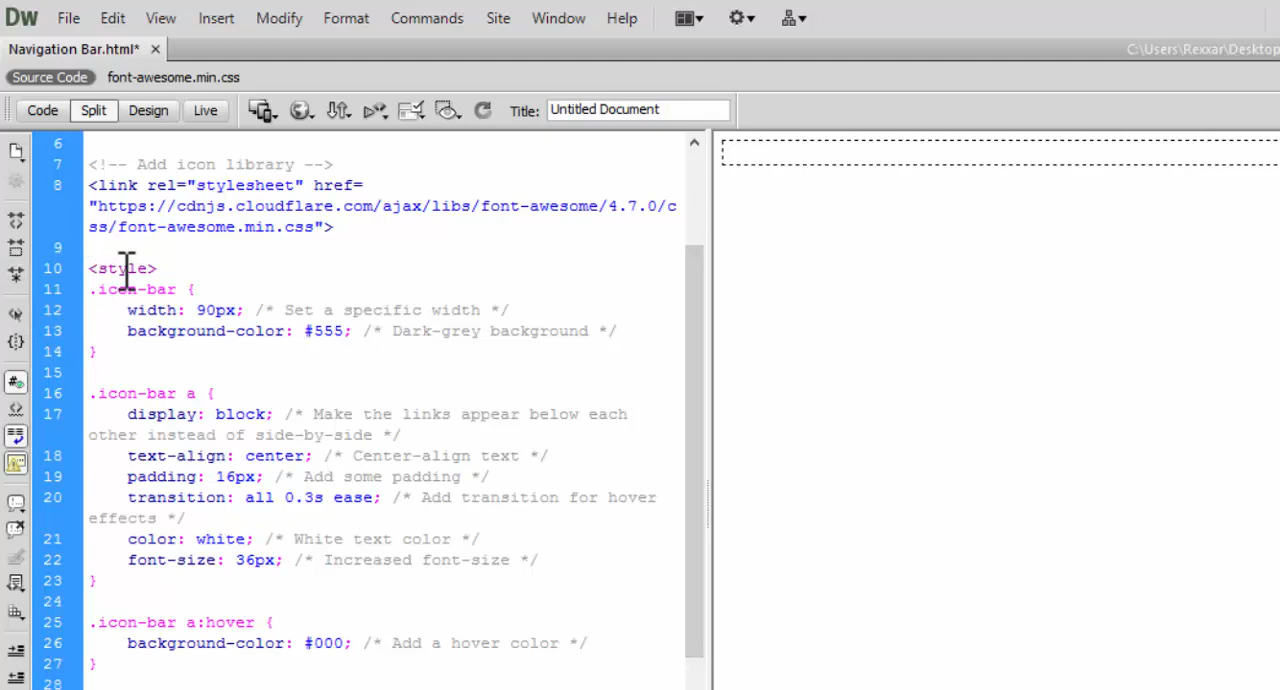 Dw File Edit View Insert Modify Format Commands Site Window Help
Navigation Bar.html* × C:\Users\Rexxar\Desktop
Source Code font-awesome.min.css
Code Split Design Live Title: Untitled Document
6
7 <!-- Add icon library -->
8 <link rel="stylesheet" href=
"https://cdnjs.cloudflare.com/ajax/libs/font-awesome/4.7.0/c
ss/font-awesome.min.css">
9
10 <style>
11 .icon-bar {
12 width: 90px; /* Set a specific width */
13 background-color: #555; /* Dark-grey background */
14 }
15
16 .icon-bar a {
17 display: block; /* Make the links appear below each
other instead of side-by-side */
18 text-align: center; /* Center-align text */
19 padding: 16px; /* Add some padding */
20 transition: all 0.3s ease; /* Add transition for hover
effects */
21 color: white; /* White text color */
22 font-size: 36px; /* Increased font-size */
23 }
24
25 .icon-bar a:hover {
26 background-color: #000; /* Add a hover color */
27 }
28